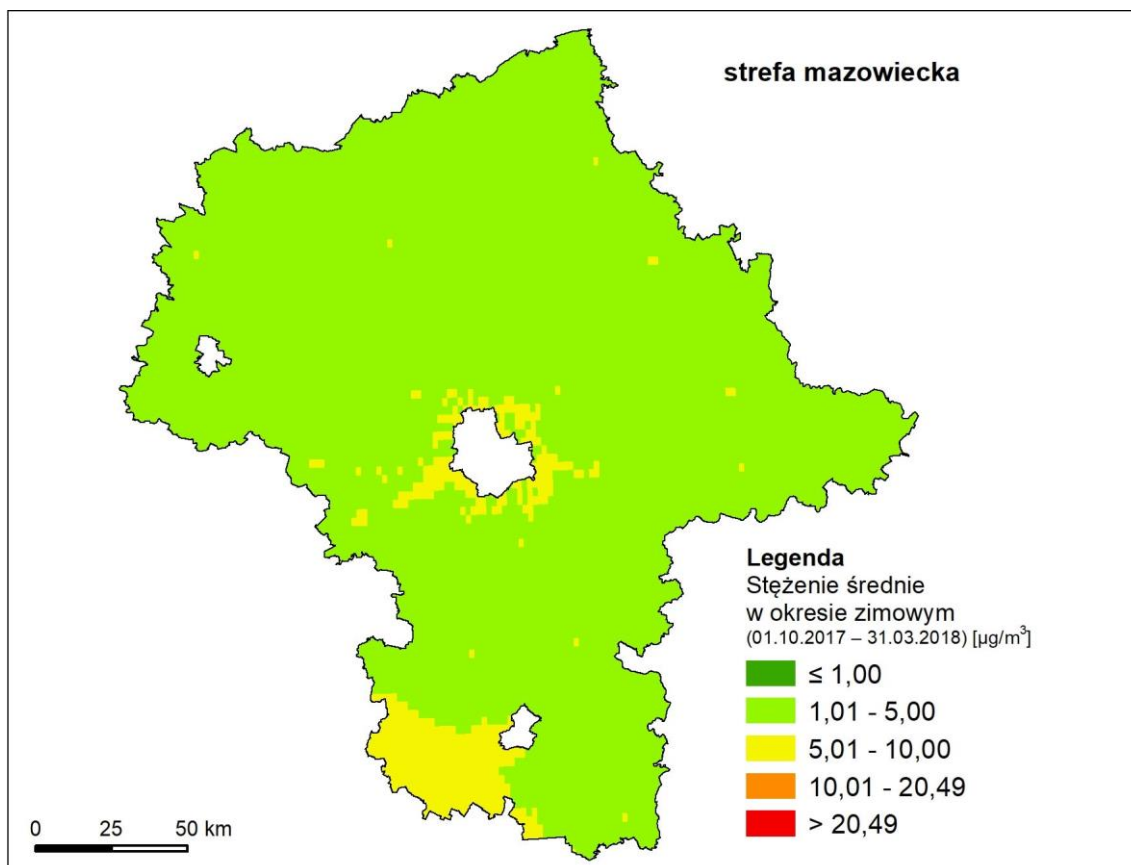 strefa mazowiecka
Legenda
Stężenie średnie
w okresie zimowym
(01.10.2017 – 31.03.2018) [µg/m³]
≤ 1,00
1,01 - 5,00
5,01 - 10,00
10,01 - 20,49
> 20,49
0 25 50 km